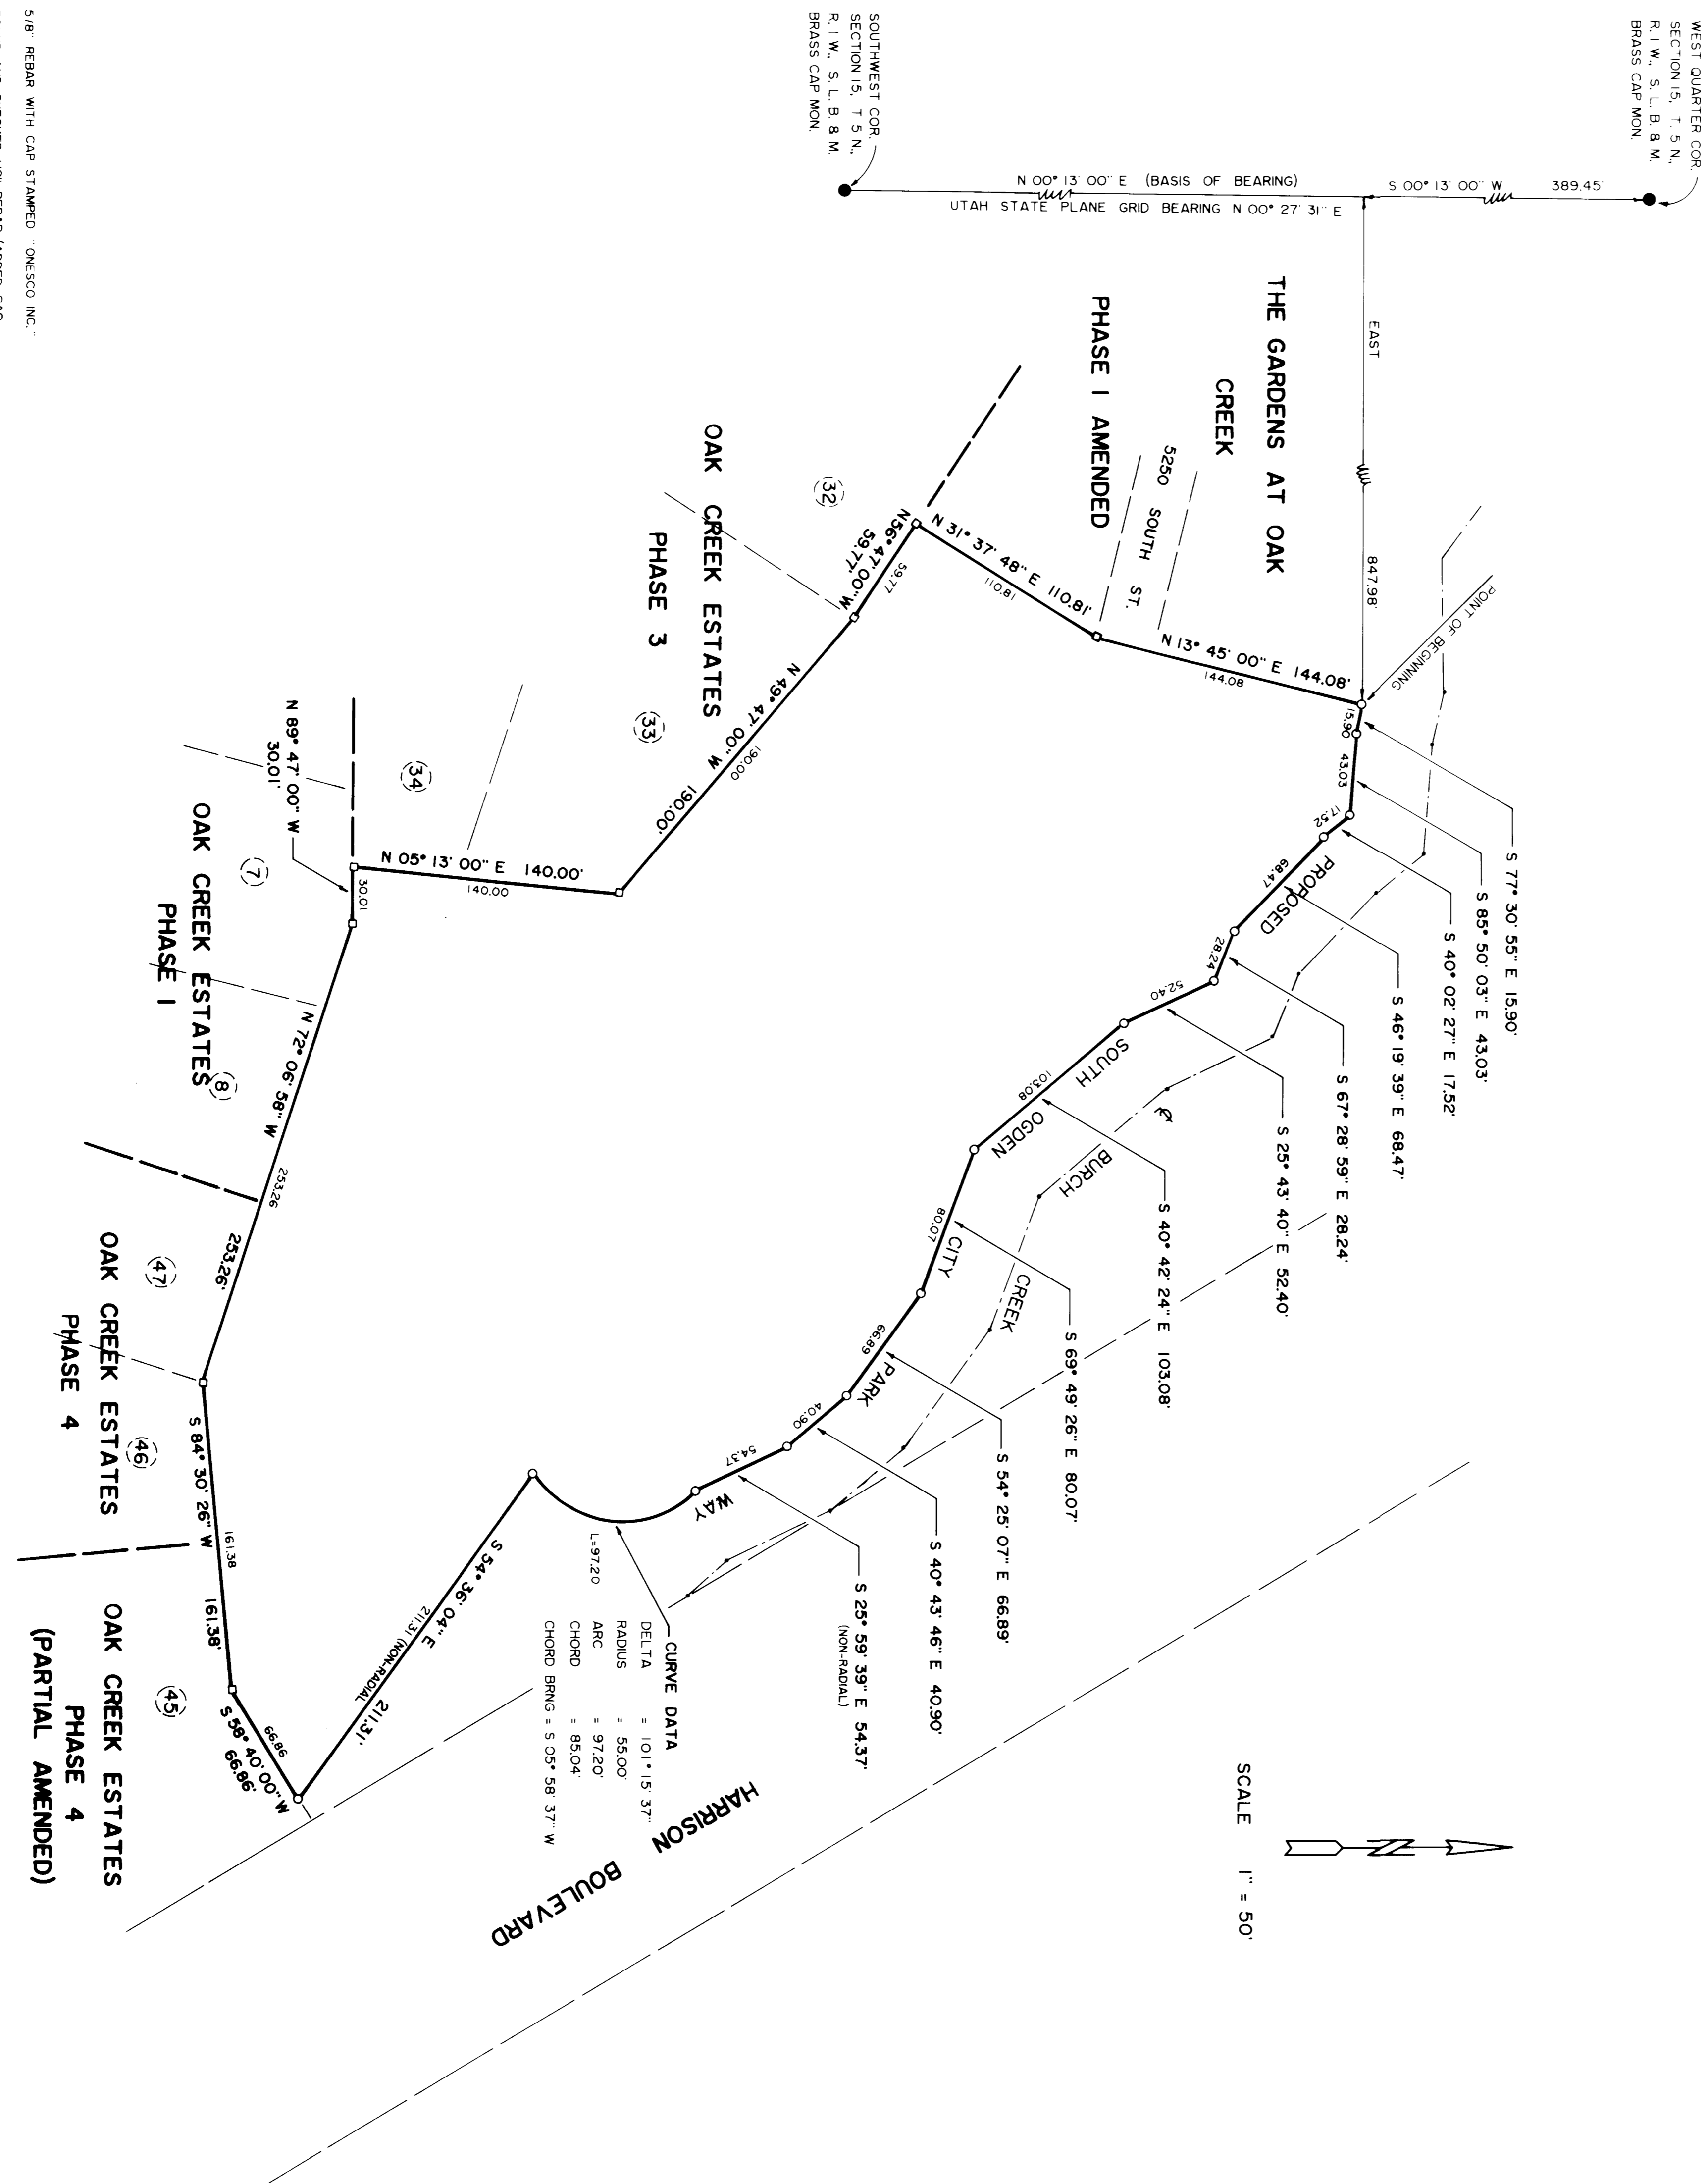 WEST QUARTER COR.
SECTION 15, T. 5 N.,
R. 1 W., S. L. B. & M.
BRASS CAP MON.
SOUTHWEST COR.
SECTION 15, T 5 N.,
R. 1 W., S. L. B. & M.
BRASS CAP MON.
N 00° 13' 00" E (BASIS OF BEARING)
UTAH STATE PLANE GRID BEARING N 00° 27' 31" E
S 00° 13' 00" W 389.45'
EAST
847.98'
POINT OF BEGINNING
THE GARDENS AT OAK
CREEK
PHASE 1 AMENDED
5250 SOUTH ST.
N 13° 45' 00" E 144.08'
144.08
N 31° 37' 48" E 110.81'
110.81
N 56° 47' 00" W
59.77'
59.77
32
OAK CREEK ESTATES
PHASE 3
33
N 49° 47' 00" W
190.00
190.00'
34
N 05° 13' 00" E 140.00'
140.00
N 89° 47' 00" W
30.01'
30.01
7
OAK CREEK ESTATES
PHASE 1
8
N 72° 06' 58" W
253.26
253.26'
47
OAK CREEK ESTATES
PHASE 4
46
S 84° 30' 26" W
161.38
161.38'
45
OAK CREEK ESTATES
PHASE 4
(PARTIAL AMENDED)
S 58° 40' 00" W
66.86'
66.86
S 54° 36' 04" E
211.31'
211.31 (NON-RADIAL)
15.90
43.03
17.52
68.47
28.24
52.40
103.08
80.07
66.89
40.90
54.37
PROPOSED
SOUTH
OGDEN
CITY
PARK
WAY
BURCH
CREEK
S 77° 30' 55" E 15.90'
S 85° 50' 03" E 43.03'
S 40° 02' 27" E 17.52'
S 46° 19' 39" E 68.47'
S 67° 28' 59" E 28.24'
S 25° 43' 40" E 52.40'
S 40° 42' 24" E 103.08'
S 69° 49' 26" E 80.07'
S 54° 25' 07" E 66.89'
S 40° 43' 46" E 40.90'
S 25° 59' 39" E 54.37'
(NON-RADIAL)
L=97.20
CURVE DATA
DELTA = 101° 15' 37"
RADIUS = 55.00'
ARC = 97.20'
CHORD = 85.04'
CHORD BRNG = S 05° 58' 37" W
HARRISON BOULEVARD
SCALE 1" = 50'
5/8" REBAR WITH CAP STAMPED "ONESCO INC."